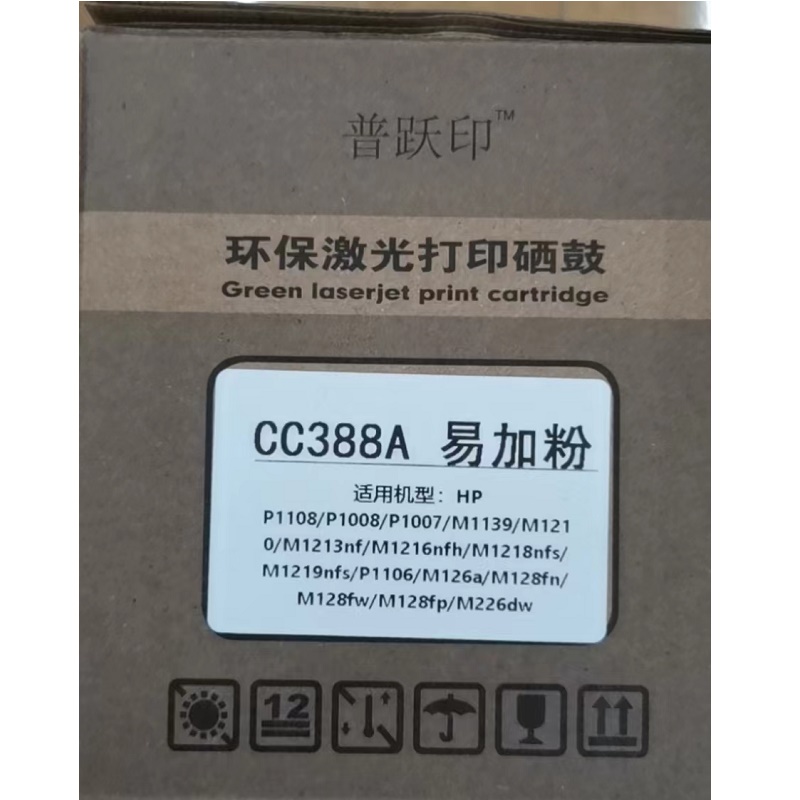 普跃印™
环保激光打印硒鼓
Green laserjet print cartridge
CC388A 易加粉
适用机型：HP
P1108/P1008/P1007/M1139/M121
0/M1213nf/M1216nfh/M1218nfs/
M1219nfs/P1106/M126a/M128fn/
M128fw/M128fp/M226dw
12